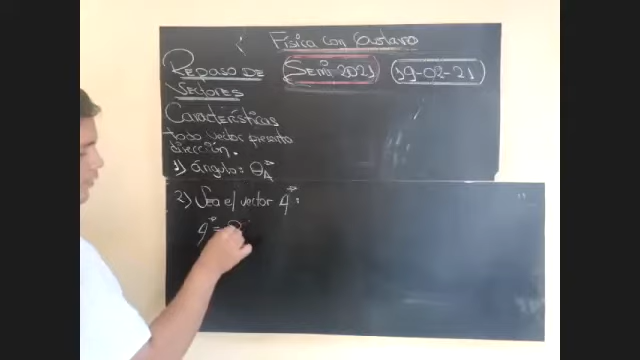 Física con Gustavo
Repaso de
Vectores
Semi-2021
19-02-21
Características
todo vector presenta
dirección.
1) ángulo: θA
2) Sea el vector A:
A =